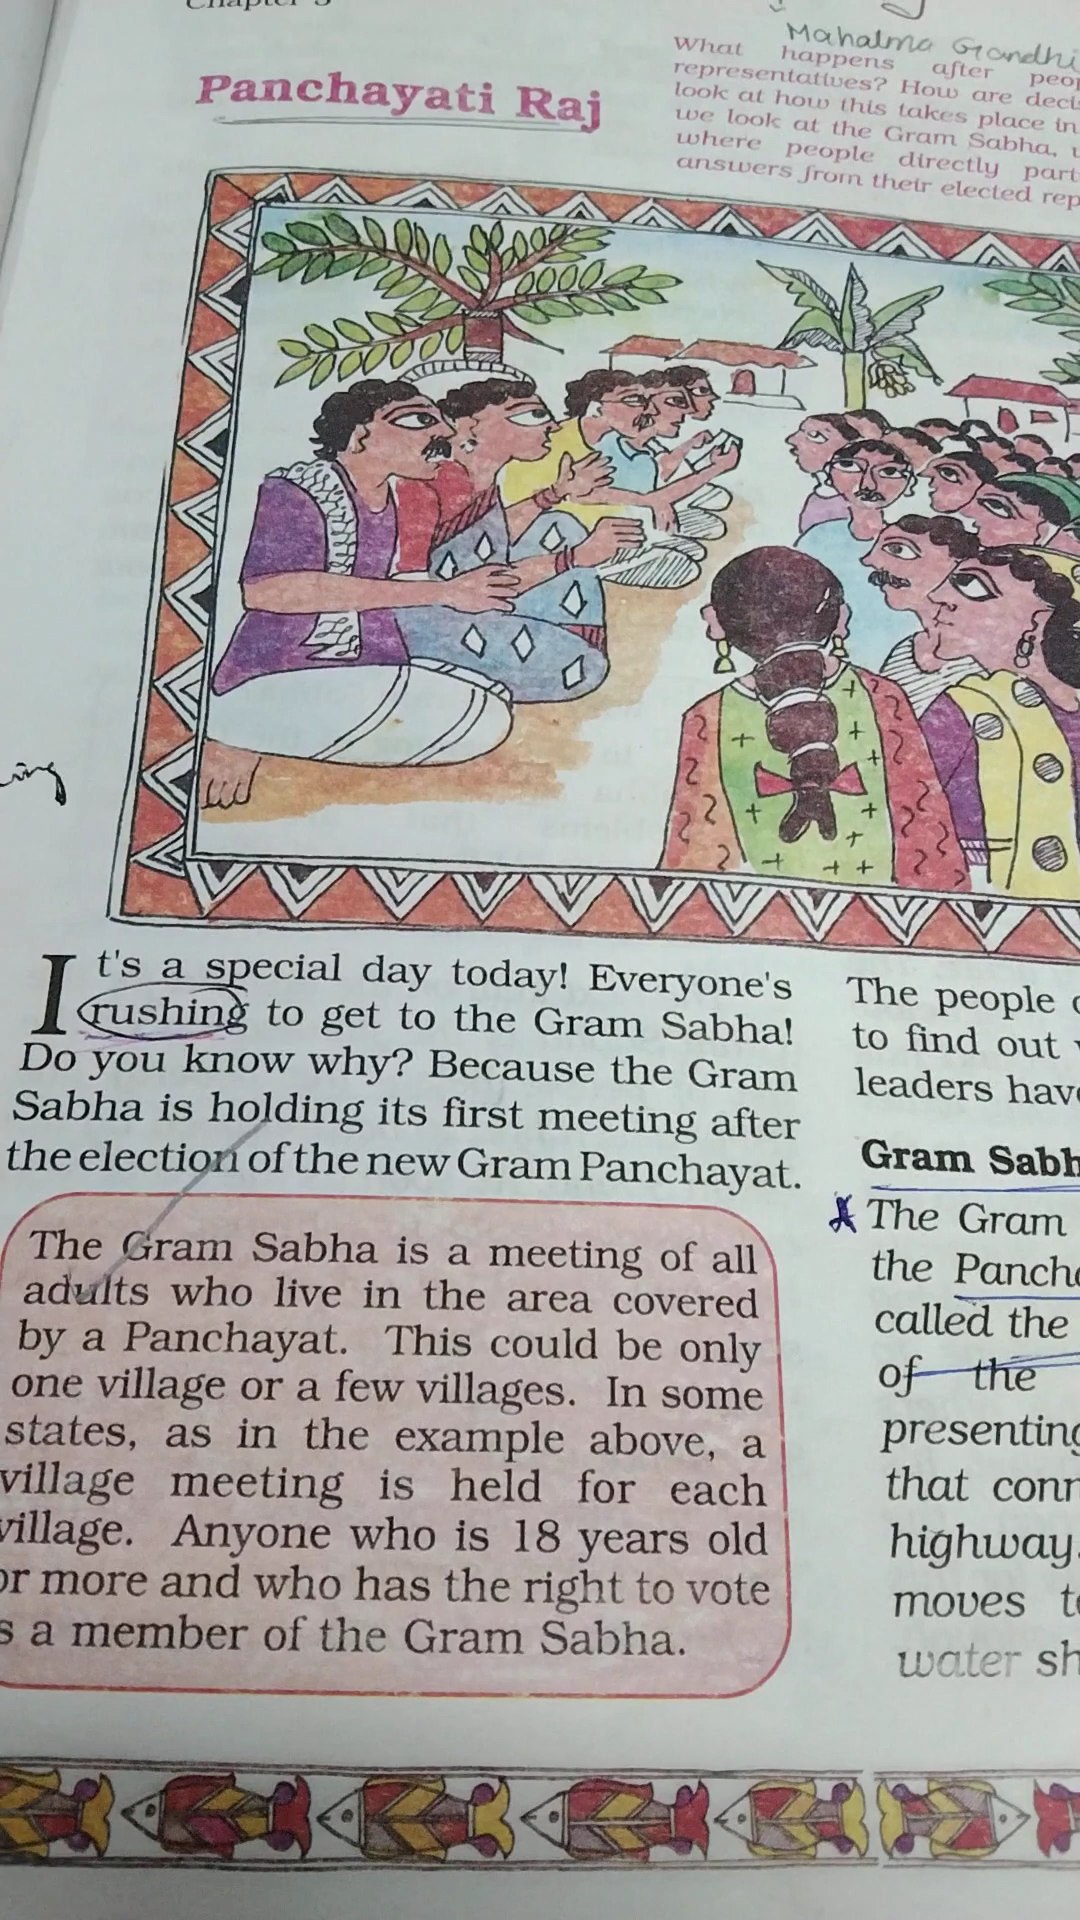 Panchayati Raj
Mahatma Gandhi
What happens after
representatives? How are
look at how this takes place in
we look at the Gram Sabha,
where people directly
answers from their elected
It's a special day today! Everyone's
rushing to get to the Gram Sabha!
Do you know why? Because the Gram
Sabha is holding its first meeting after
the election of the new Gram Panchayat.
The Gram Sabha is a meeting of all
adults who live in the area covered
by a Panchayat. This could be only
one village or a few villages. In some
states, as in the example above, a
village meeting is held for each
village. Anyone who is 18 years old
or more and who has the right to vote
s a member of the Gram Sabha.
The people
to find out
leaders
Gram
The Gram
the
called the
of the
presenting
that
highway.
moves
water